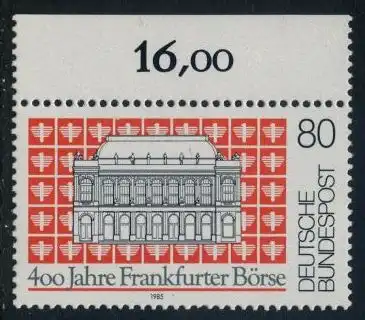 16,00
80
DEUTSCHE
BUNDESPOST
400 Jahre Frankfurter Börse
1985